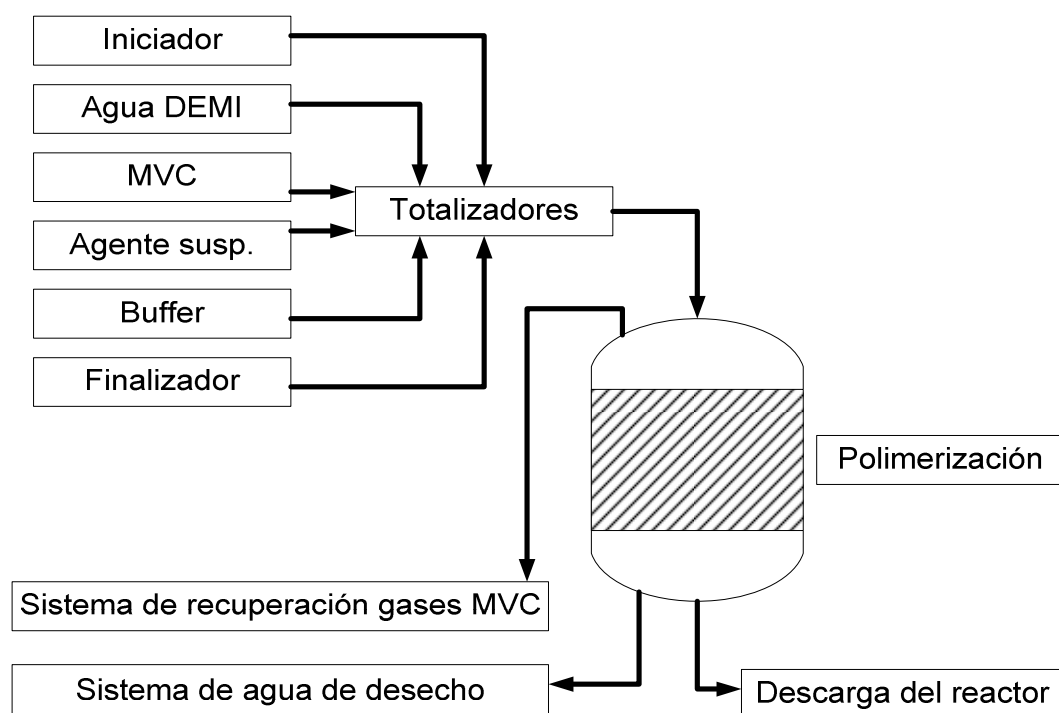 Iniciador
Agua DEMI
MVC
Agente susp.
Buffer
Finalizador
Totalizadores
Polimerización
Sistema de recuperación gases MVC
Sistema de agua de desecho
Descarga del reactor